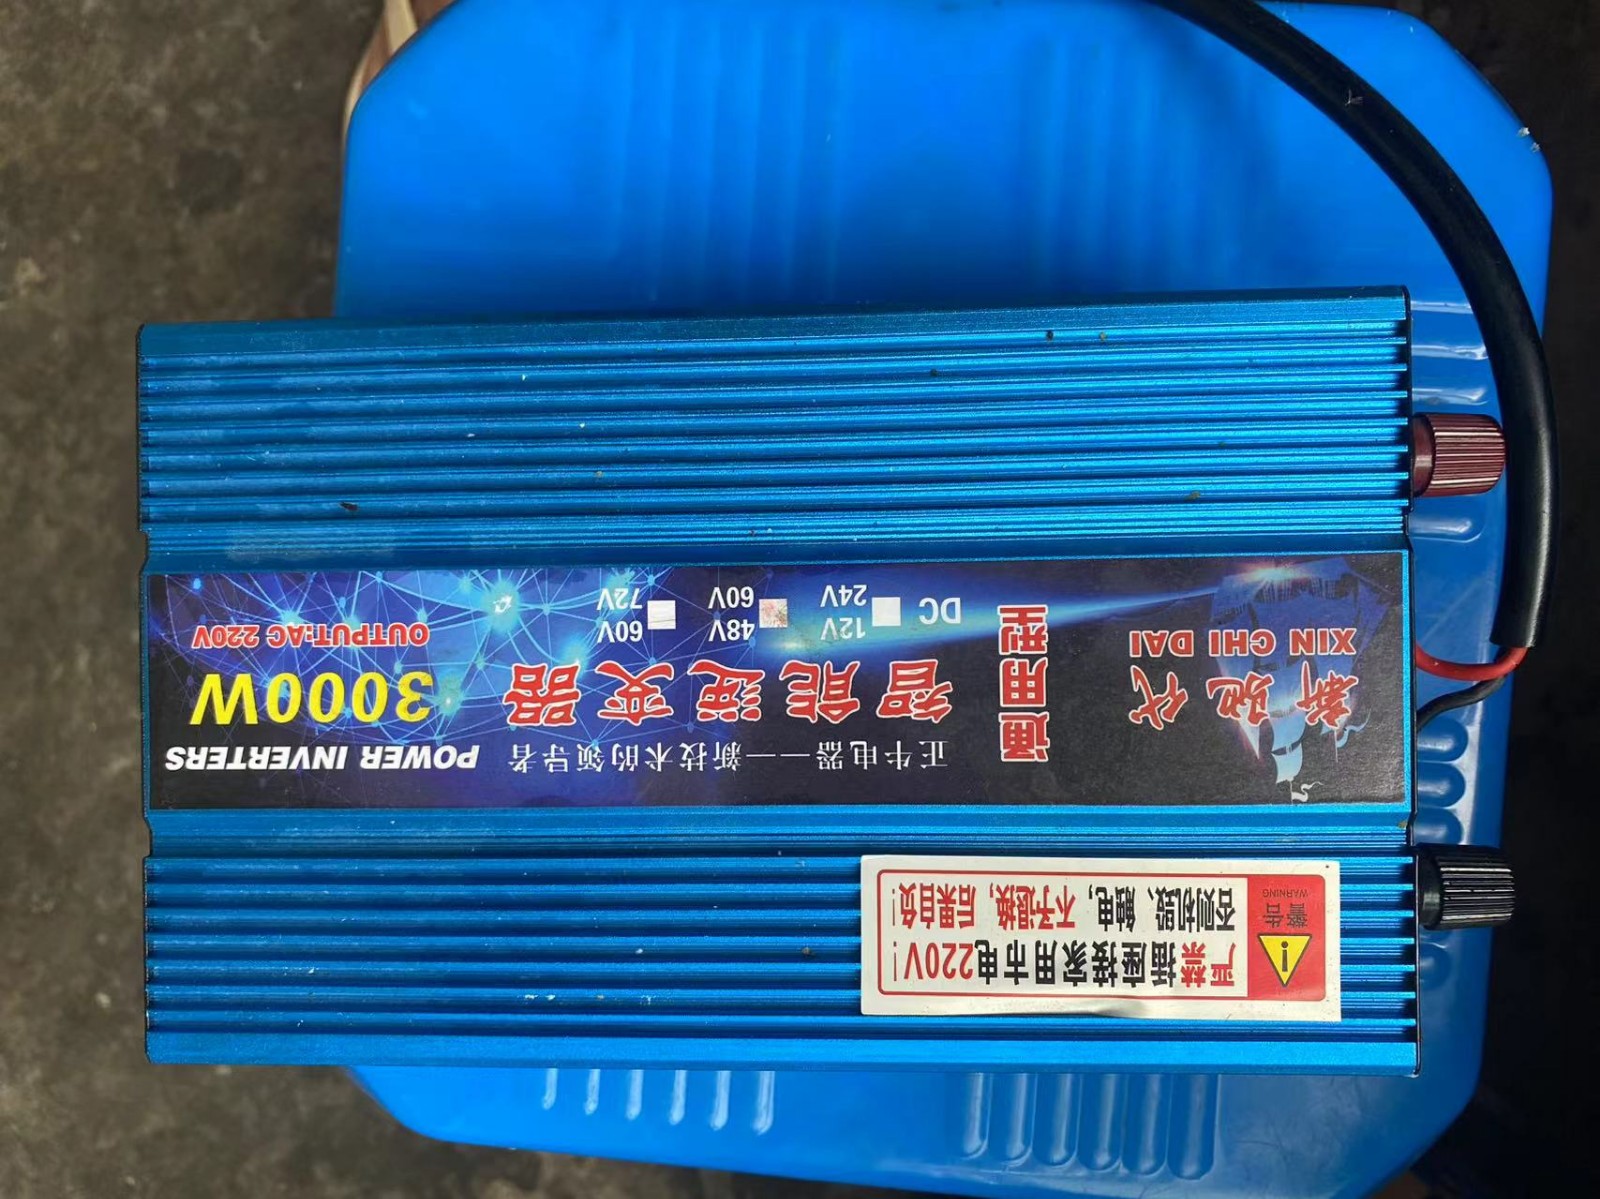 新驰代
XIN CHI DAI
通用型
正牛电器——新技术的领导者
智能逆变器
DC
12V
24V
48V
60V
60V
72V
POWER INVERTERS
3000W
OUTPUT:AC 220V
警告
WARNING
严禁插座接家用市电220V!
否则机毁、触电，不予退换，后果自负!